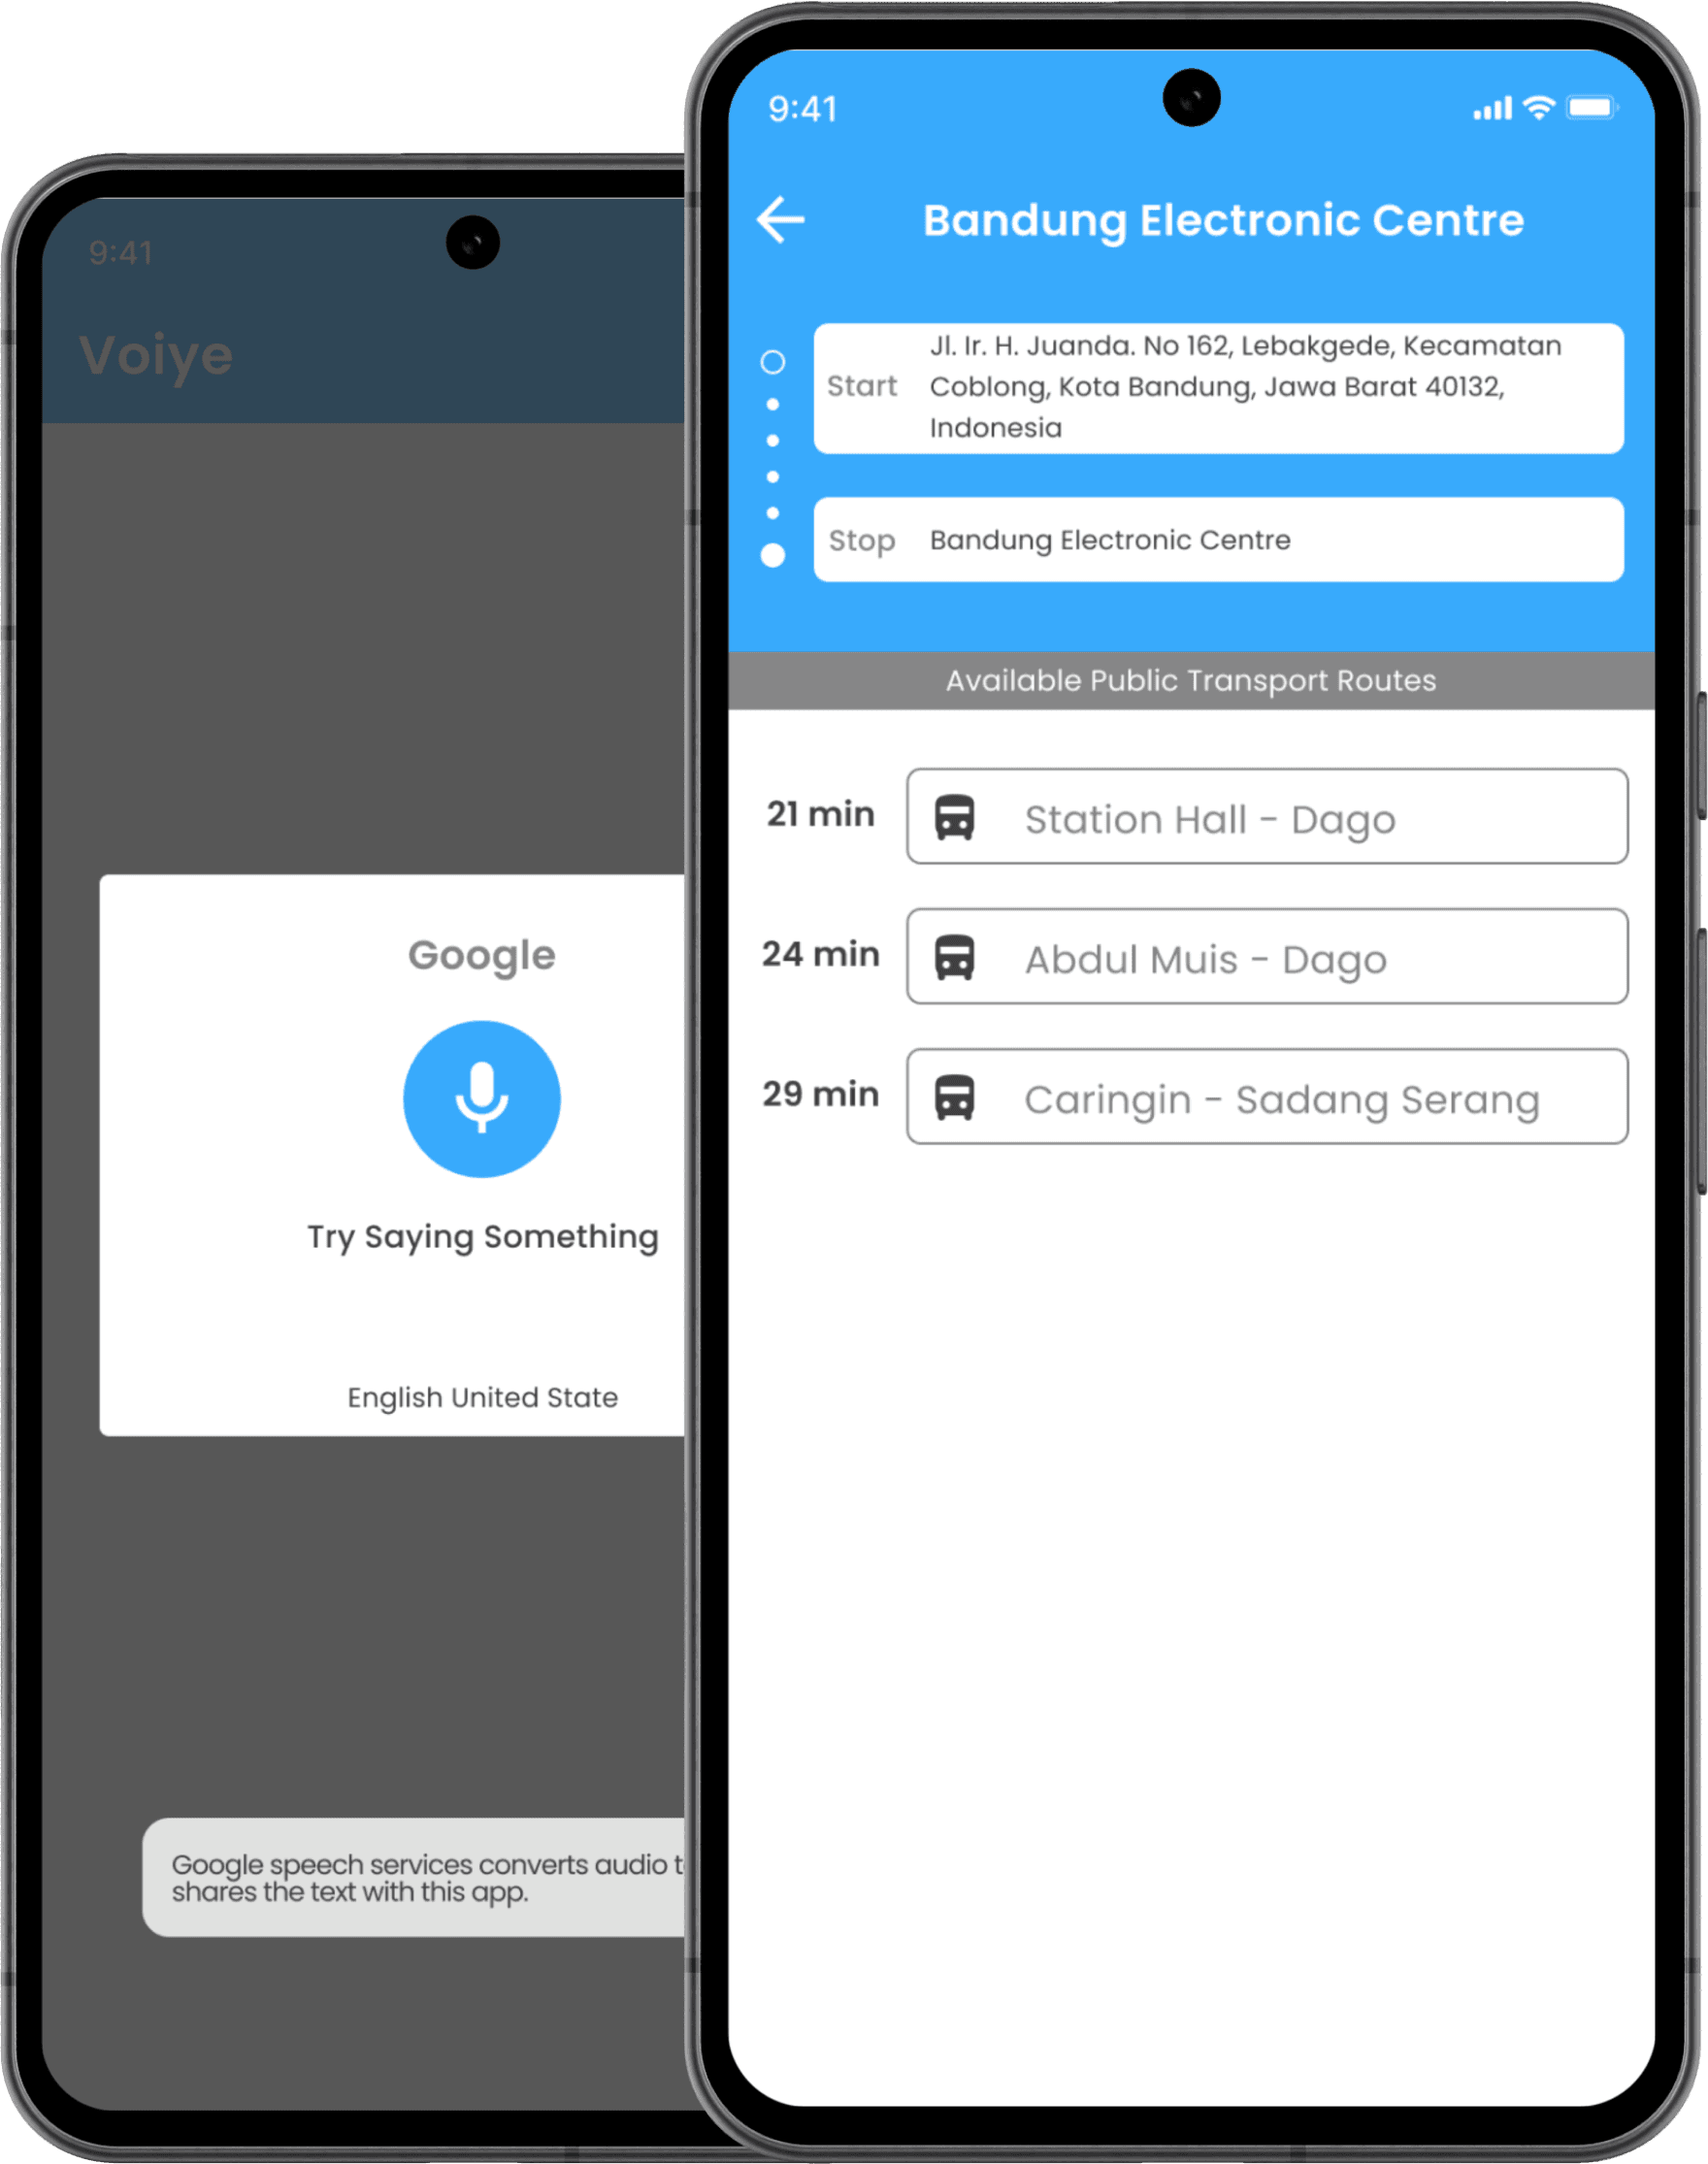 9:41
Voiye
Google
Try Saying Something
English United State
Google speech services converts audio
shares the text with this app.
9:41
Bandung Electronic Centre
Start
Jl. Ir. H. Juanda. No 162, Lebakgede, Kecamatan
Coblong, Kota Bandung, Jawa Barat 40132,
Indonesia
Stop
Bandung Electronic Centre
Available Public Transport Routes
21 min
Station Hall - Dago
24 min
Abdul Muis - Dago
29 min
Caringin - Sadang Serang